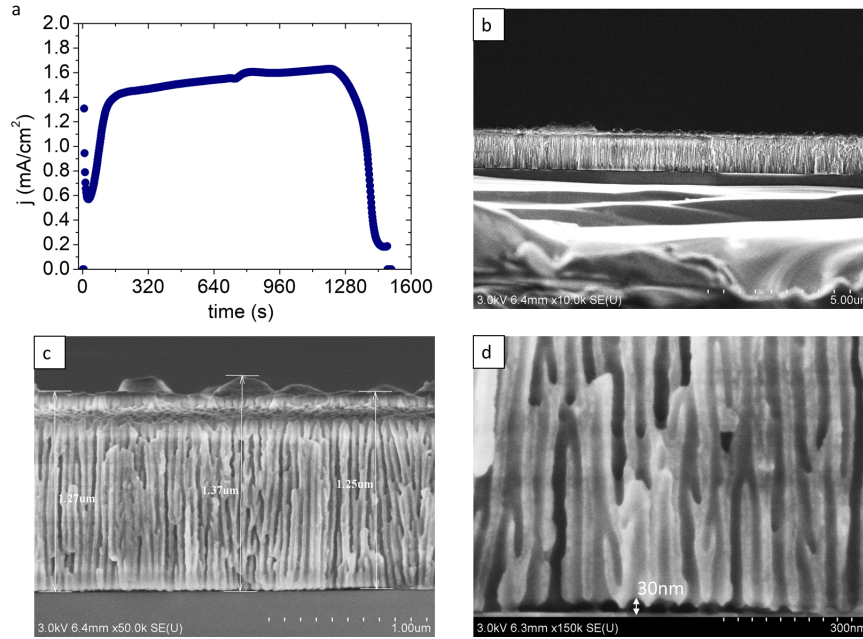 a
2.0
1.8
1.6
1.4
1.2
1.0
0.8
0.6
0.4
0.2
0.0
j (mA/cm²)
0 320 640 960 1280 1600
time (s)
b
3.0kV 6.4mm x10.0k SE(U) 5.00um
c
1.27um
1.37um
1.25um
3.0kV 6.4mm x50.0k SE(U) 1.00um
d
30nm
3.0kV 6.3mm x150k SE(U) 300nm